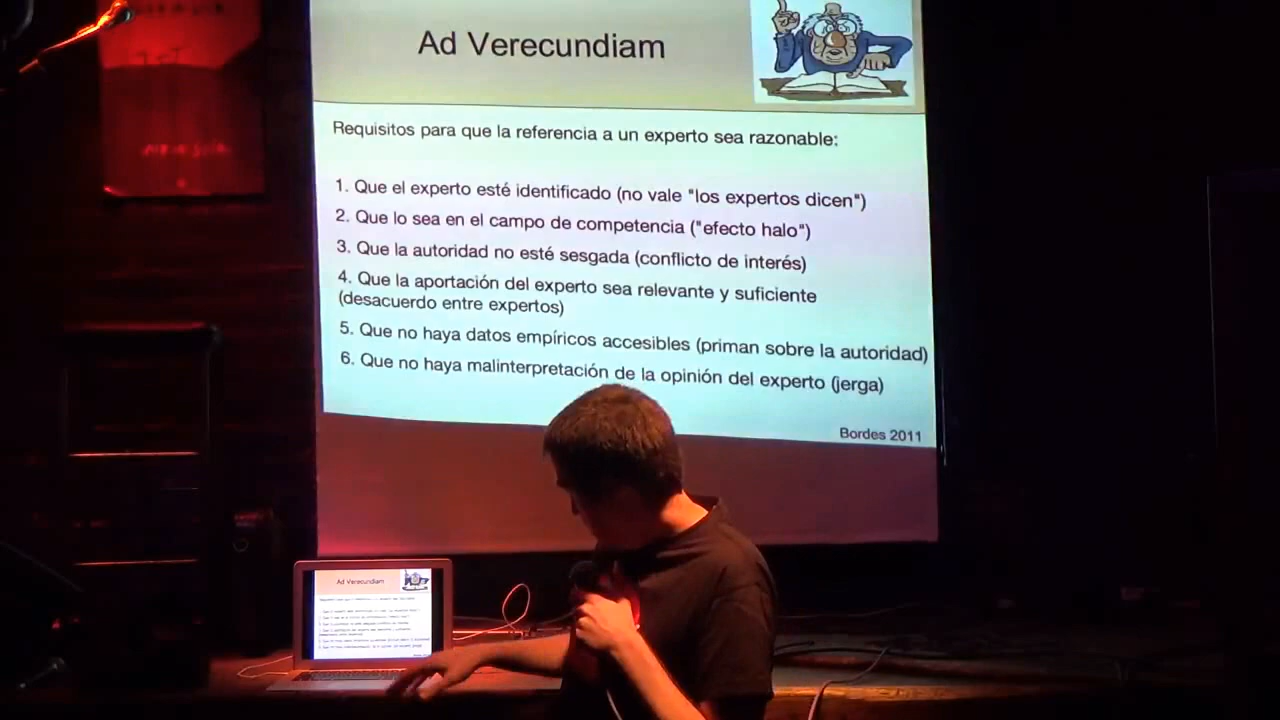 Ad Verecundiam
Requisitos para que la referencia a un experto sea razonable:
1. Que el experto esté identificado (no vale "los expertos dicen")
2. Que lo sea en el campo de competencia ("efecto halo")
3. Que la autoridad no esté sesgada (conflicto de interés)
4. Que la aportación del experto sea relevante y suficiente
(desacuerdo entre expertos)
5. Que no haya datos empíricos accesibles (priman sobre la autoridad)
6. Que no haya malinterpretación de la opinión del experto (jerga)
Bordes 2011
Ad Verecundiam